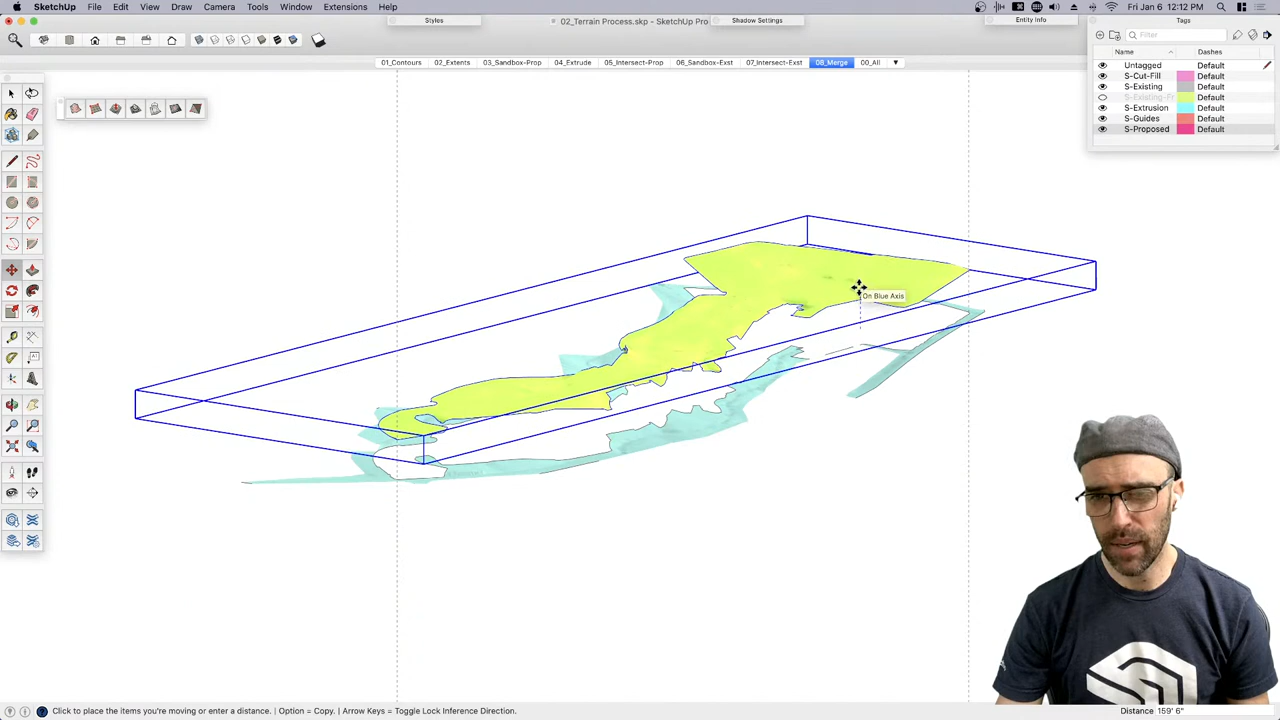 SketchUp File Edit View Camera Draw Tools Window Extensions Help
Fri Jan 6 12:12 PM
Styles
02_Terrain Process.skp - SketchUp Pro
Shadow Settings
Entity Info
Tags
Filter
Name Dashes
Untagged Default
S-Cut-Fill Default
S-Existing Default
S-Existing-Pr Default
S-Extrusion Default
S-Guides Default
S-Proposed Default
01_Contours 02_Extents 03_Sandbox-Prop 04_Extrude 05_Intersect-Prop 06_Sandbox-Exst 07_Intersect-Exst 08_Merge 00_All
On Blue Axis
Click to place the items you're moving or enter a distance. | Option = Copy. | Arrow Keys = Toggle Lock Inference Direction.
Distance 159' 6"